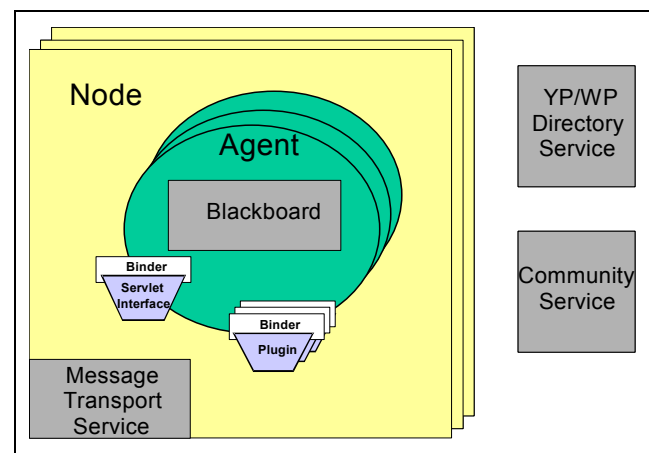 Node
Agent
Blackboard
Binder
Servlet
Interface
Binder
Plugin
Message
Transport
Service
YP/WP
Directory
Service
Community
Service